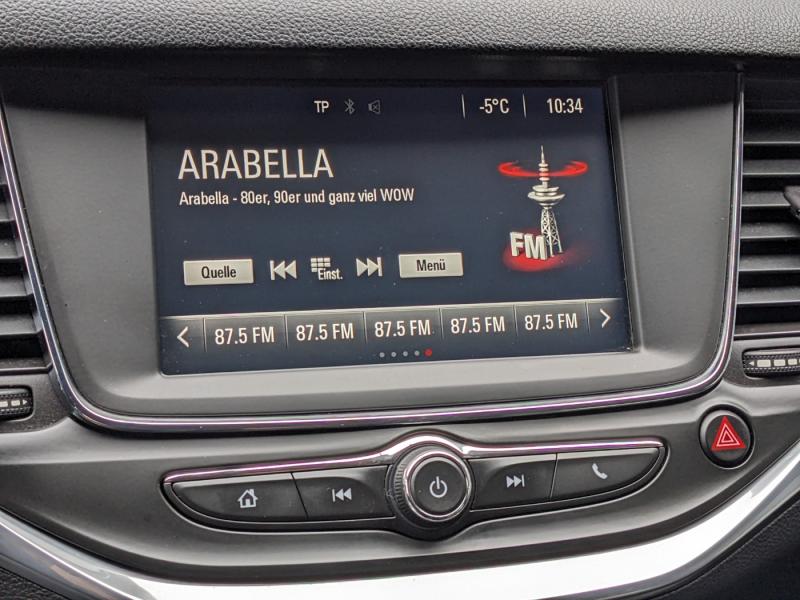 TP -5°C 10:34
ARABELLA
Arabella - 80er, 90er und ganz viel WOW
FM
Quelle Einst. Menü
87.5 FM 87.5 FM 87.5 FM 87.5 FM 87.5 FM